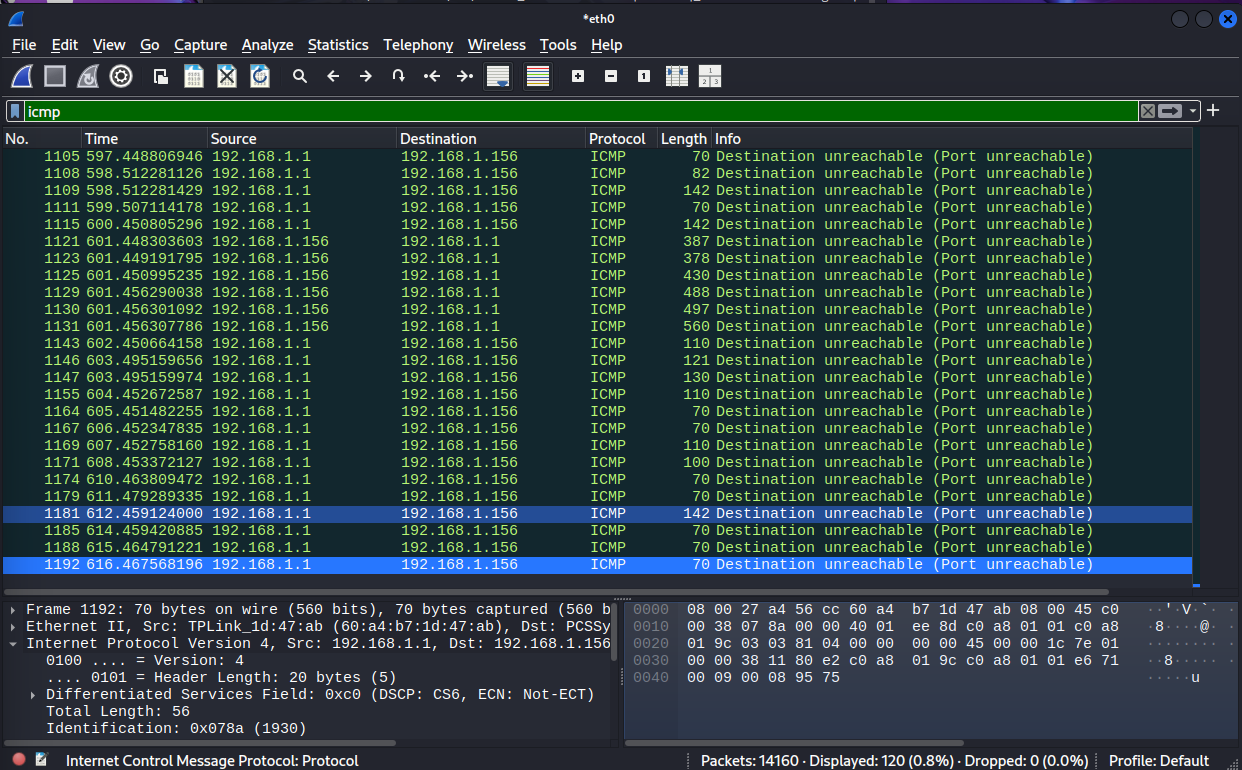 *eth0
File Edit View Go Capture Analyze Statistics Telephony Wireless Tools Help
icmp
No. Time Source Destination Protocol Length Info
1105 597.448806946 192.168.1.1 192.168.1.156 ICMP 70 Destination unreachable (Port unreachable)
1108 598.512281126 192.168.1.1 192.168.1.156 ICMP 82 Destination unreachable (Port unreachable)
1109 598.512281429 192.168.1.1 192.168.1.156 ICMP 142 Destination unreachable (Port unreachable)
1111 599.507114178 192.168.1.1 192.168.1.156 ICMP 70 Destination unreachable (Port unreachable)
1115 600.450805296 192.168.1.1 192.168.1.156 ICMP 142 Destination unreachable (Port unreachable)
1121 601.448303603 192.168.1.156 192.168.1.1 ICMP 387 Destination unreachable (Port unreachable)
1123 601.449191795 192.168.1.156 192.168.1.1 ICMP 378 Destination unreachable (Port unreachable)
1125 601.450995235 192.168.1.156 192.168.1.1 ICMP 430 Destination unreachable (Port unreachable)
1129 601.456290038 192.168.1.156 192.168.1.1 ICMP 488 Destination unreachable (Port unreachable)
1130 601.456301092 192.168.1.156 192.168.1.1 ICMP 497 Destination unreachable (Port unreachable)
1131 601.456307786 192.168.1.156 192.168.1.1 ICMP 560 Destination unreachable (Port unreachable)
1143 602.450664158 192.168.1.1 192.168.1.156 ICMP 110 Destination unreachable (Port unreachable)
1146 603.495159656 192.168.1.1 192.168.1.156 ICMP 121 Destination unreachable (Port unreachable)
1147 603.495159974 192.168.1.1 192.168.1.156 ICMP 130 Destination unreachable (Port unreachable)
1155 604.452672587 192.168.1.1 192.168.1.156 ICMP 110 Destination unreachable (Port unreachable)
1164 605.451482255 192.168.1.1 192.168.1.156 ICMP 70 Destination unreachable (Port unreachable)
1167 606.452347835 192.168.1.1 192.168.1.156 ICMP 70 Destination unreachable (Port unreachable)
1169 607.452758160 192.168.1.1 192.168.1.156 ICMP 110 Destination unreachable (Port unreachable)
1171 608.453372127 192.168.1.1 192.168.1.156 ICMP 100 Destination unreachable (Port unreachable)
1174 610.463809472 192.168.1.1 192.168.1.156 ICMP 70 Destination unreachable (Port unreachable)
1179 611.479289335 192.168.1.1 192.168.1.156 ICMP 70 Destination unreachable (Port unreachable)
1181 612.459124000 192.168.1.1 192.168.1.156 ICMP 142 Destination unreachable (Port unreachable)
1185 614.459420885 192.168.1.1 192.168.1.156 ICMP 70 Destination unreachable (Port unreachable)
1188 615.464791221 192.168.1.1 192.168.1.156 ICMP 70 Destination unreachable (Port unreachable)
1192 616.467568196 192.168.1.1 192.168.1.156 ICMP 70 Destination unreachable (Port unreachable)
Frame 1192: 70 bytes on wire (560 bits), 70 bytes captured (560 b
Ethernet II, Src: TPLink_1d:47:ab (60:a4:b7:1d:47:ab), Dst: PCSSy
Internet Protocol Version 4, Src: 192.168.1.1, Dst: 192.168.1.156
0100 .... = Version: 4
.... 0101 = Header Length: 20 bytes (5)
Differentiated Services Field: 0xc0 (DSCP: CS6, ECN: Not-ECT)
Total Length: 56
Identification: 0x078a (1930)
0000 08 00 27 a4 56 cc 60 a4 b7 1d 47 ab 08 00 45 c0 ··'·V·`·
0010 00 38 07 8a 00 00 40 01 ee 8d c0 a8 01 01 c0 a8 ·8····@·
0020 01 9c 03 03 81 04 00 00 00 00 45 00 00 1c 7e 01 ········
0030 00 00 38 11 80 e2 c0 a8 01 9c c0 a8 01 01 e6 71 ··8·····
0040 00 09 00 08 95 75 ·····u
Internet Control Message Protocol: Protocol
Packets: 14160 · Displayed: 120 (0.8%) · Dropped: 0 (0.0%)
Profile: Default